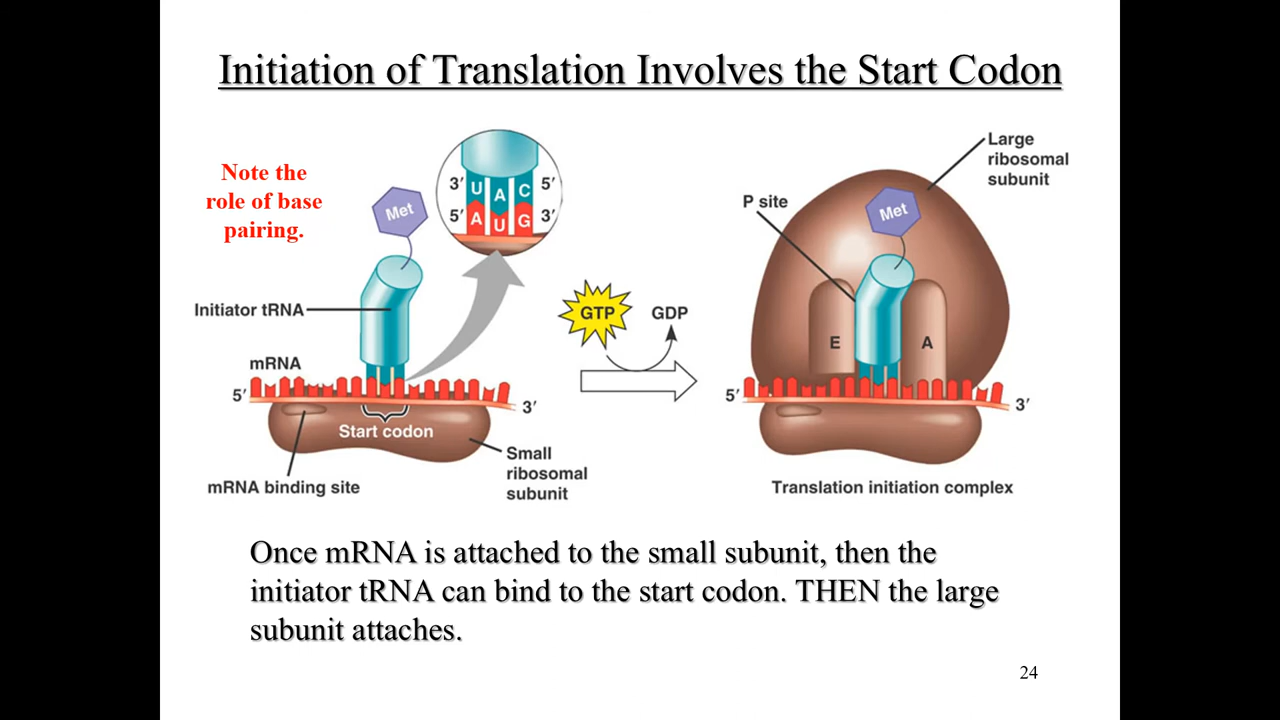 Initiation of Translation Involves the Start Codon
Note the
role of base
pairing.
Met
3′ U A C 5′
5′ A U G 3′
Initiator tRNA
mRNA
5′
3′
Start codon
mRNA binding site
Small
ribosomal
subunit
GTP
GDP
Large
ribosomal
subunit
P site
Met
E
A
5′
3′
Translation initiation complex
Once mRNA is attached to the small subunit, then the
initiator tRNA can bind to the start codon. THEN the large
subunit attaches.
24